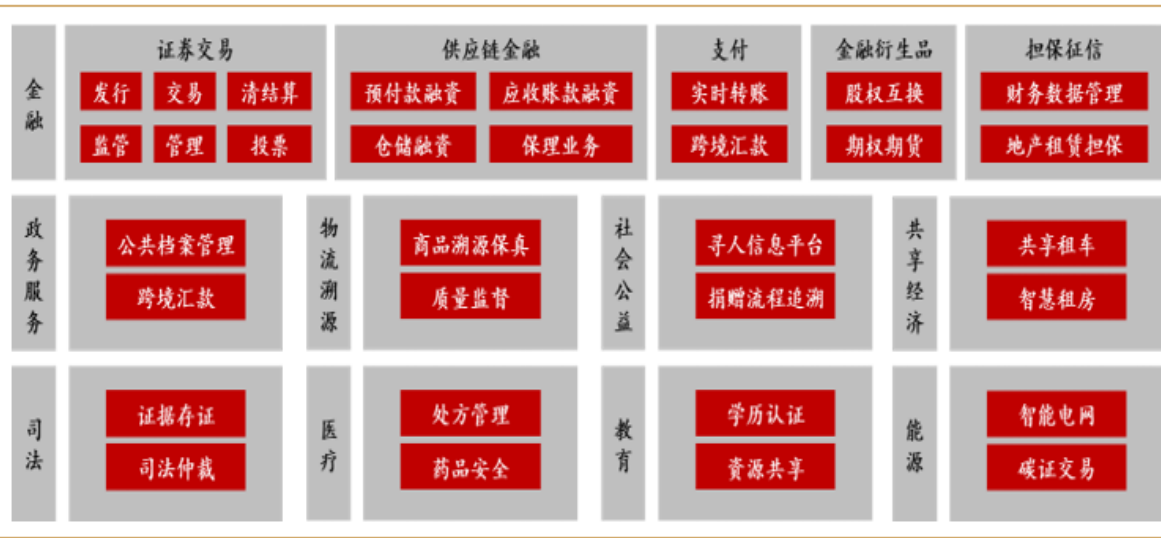 金融
证券交易
发行 交易 清结算
监管 管理 投票
供应链金融
预付款融资 应收账款融资
仓储融资 保理业务
支付
实时转账
跨境汇款
金融衍生品
股权互换
期权期货
担保征信
财务数据管理
地产租赁担保
政务服务
公共档案管理
跨境汇款
物流溯源
商品溯源保真
质量监督
社会公益
寻人信息平台
捐赠流程追溯
共享经济
共享租车
智慧租房
司法
证据存证
司法仲裁
医疗
处方管理
药品安全
教育
学历认证
资源共享
能源
智能电网
碳证交易